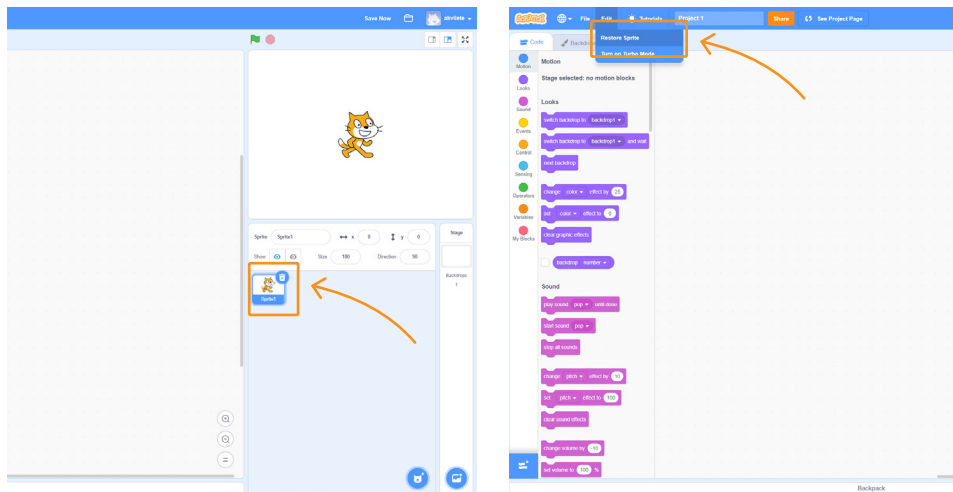 Save Now
abvilete
Sprite Sprite1 x 0 y 0
Show Size 100 Direction 90
Sprite1
Stage
Backdrops
1
SCRATCH File Edit Tutorials Project 1 Share See Project Page
Restore Sprite
Turn on Turbo Mode
Code
Motion
Looks
Sound
Events
Control
Sensing
Operators
Variables
My Blocks
Motion
Stage selected: no motion blocks
Looks
switch backdrop to backdrop1
switch backdrop to backdrop1 and wait
next backdrop
change color effect by 25
set color effect to 0
clear graphic effects
backdrop number
Sound
play sound pop until done
start sound pop
stop all sounds
change pitch effect by 10
set pitch effect to 100
clear sound effects
change volume by -10
set volume to 100 %
Backpack